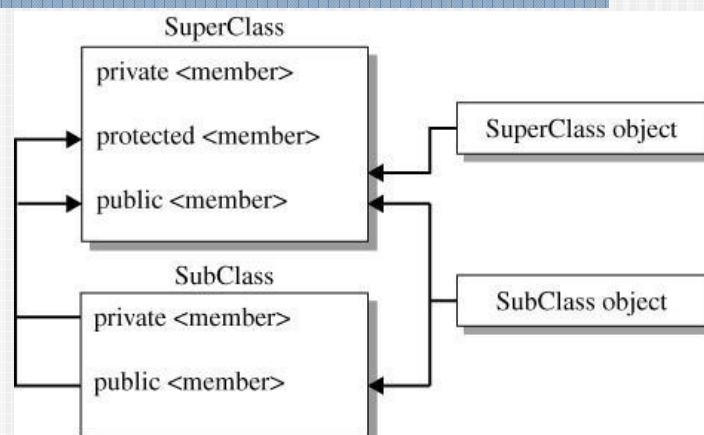 SuperClass
private <member>
protected <member>
public <member>
SuperClass object
SubClass
private <member>
public <member>
SubClass object